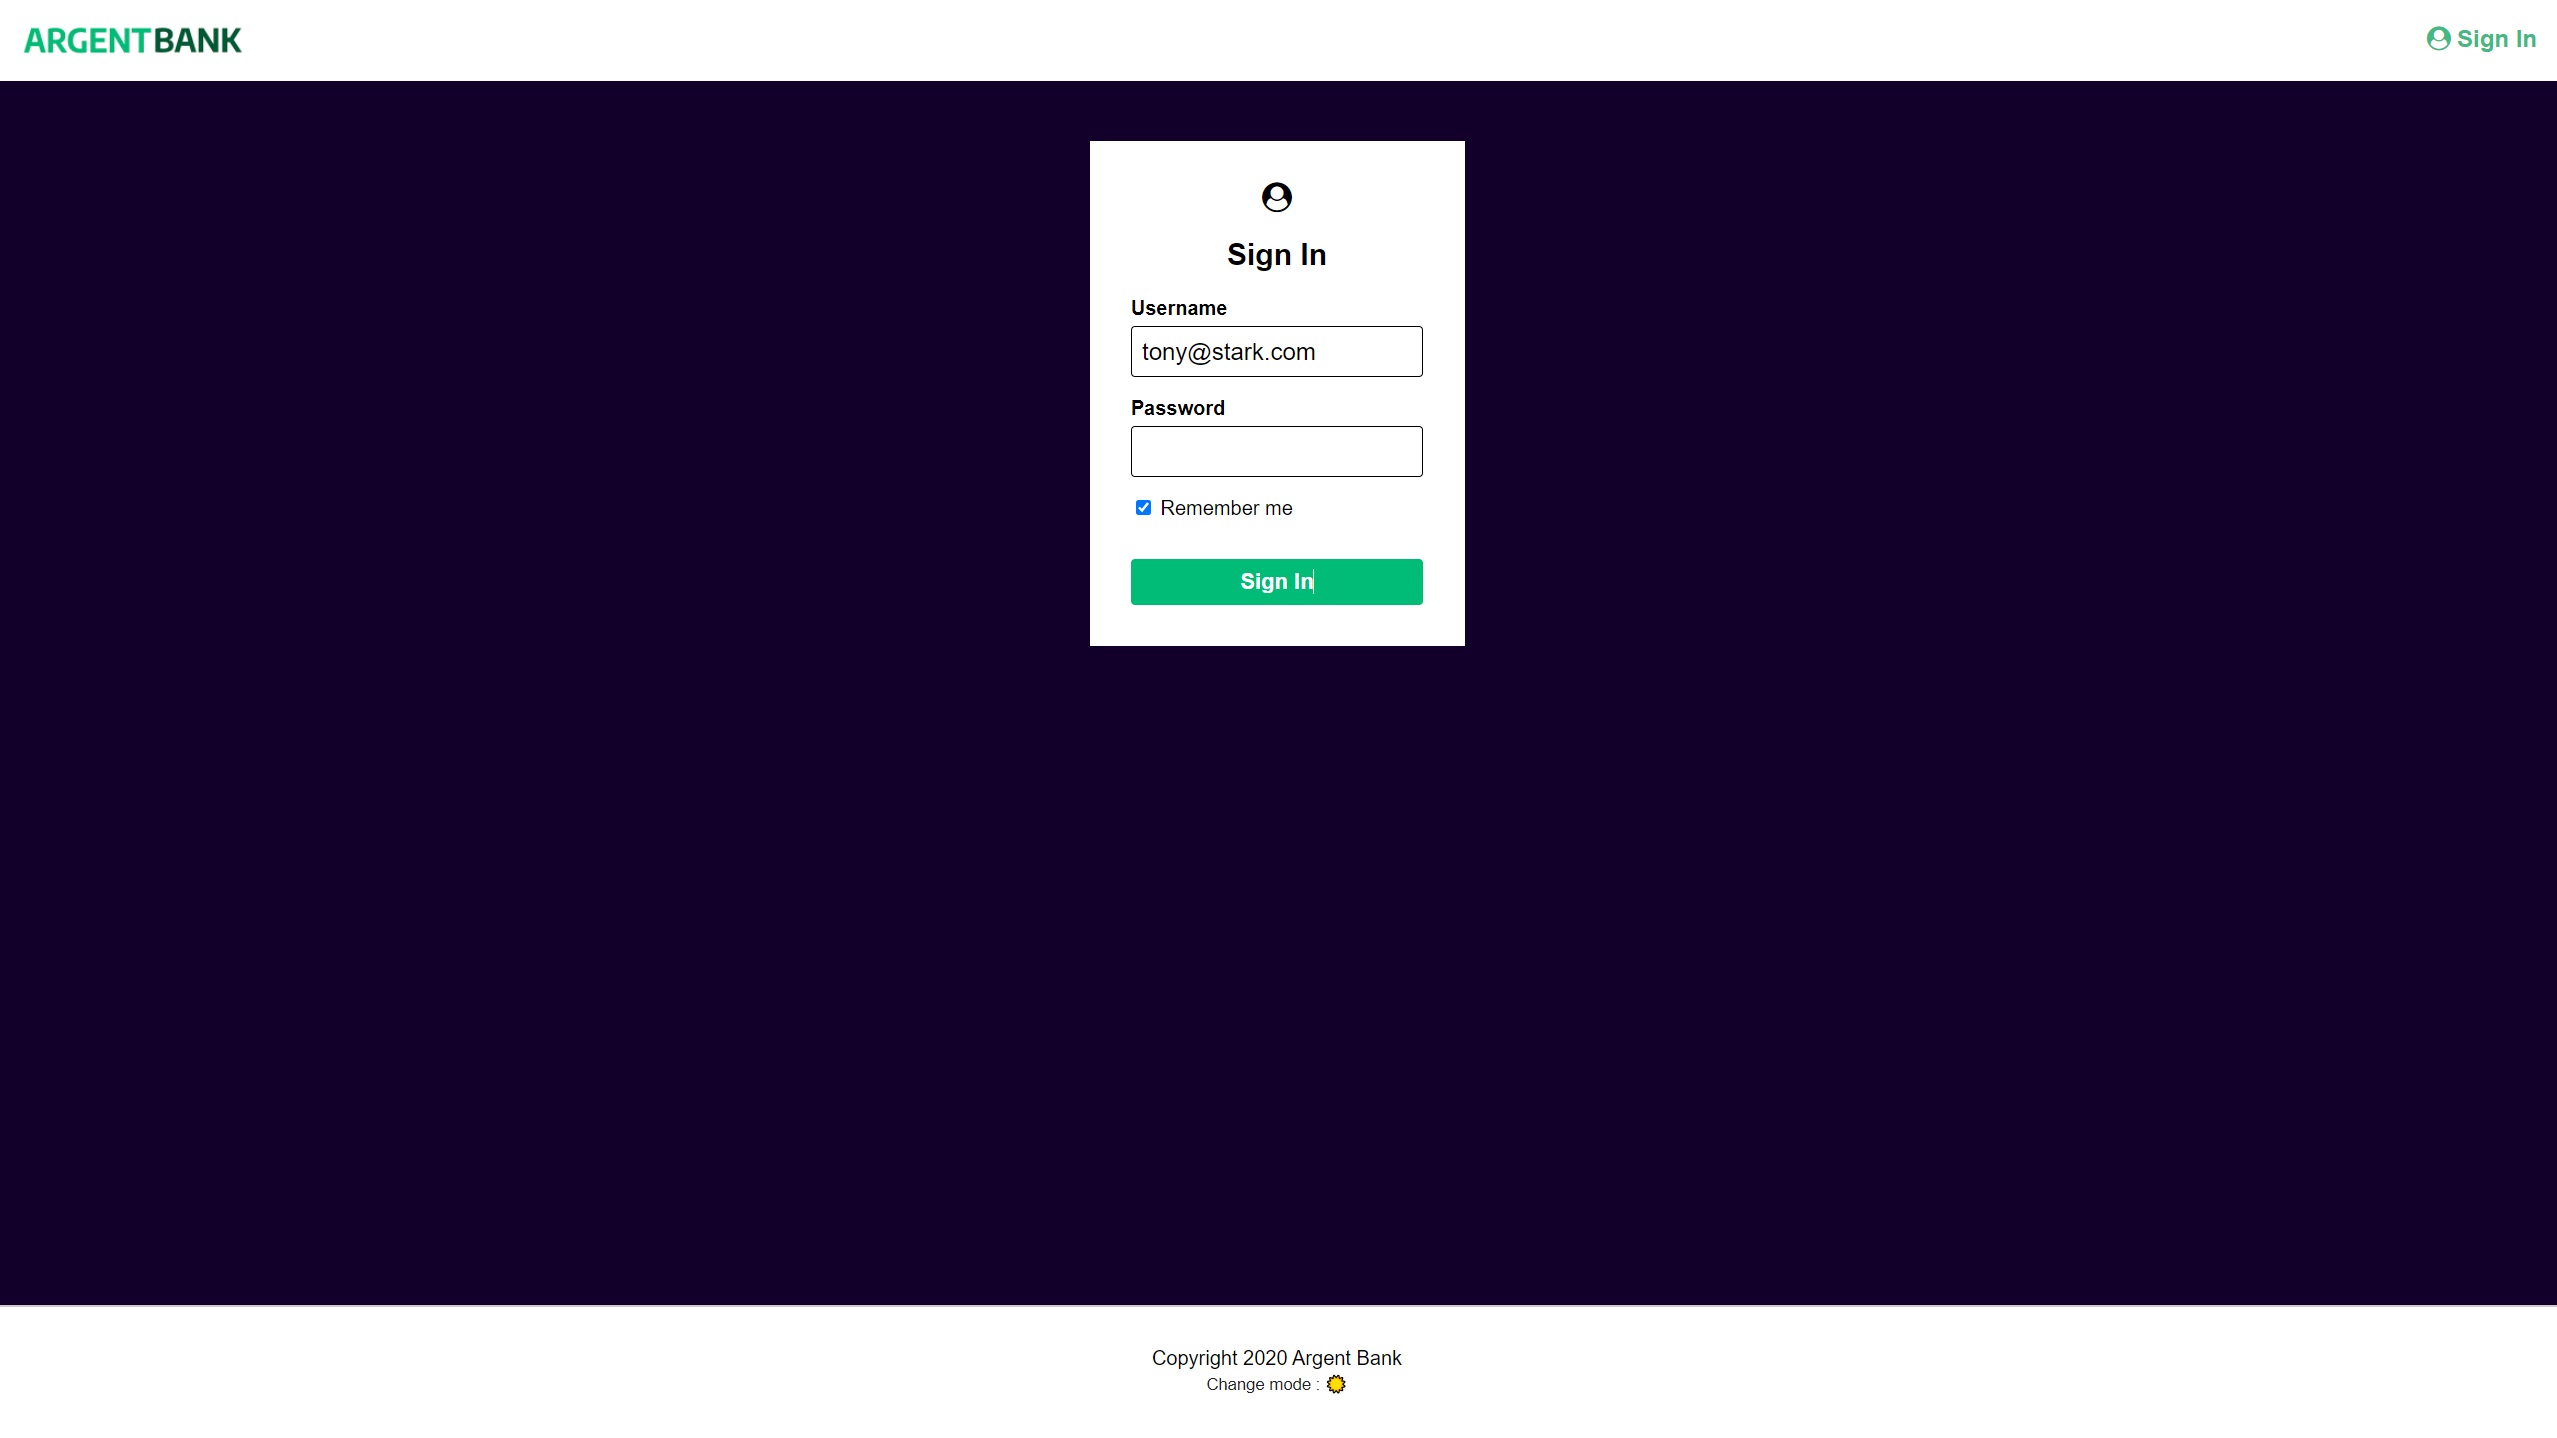 ARGENTBANK
Sign In
Sign In
Username
tony@stark.com
Password
Remember me
Sign In
Copyright 2020 Argent Bank
Change mode :